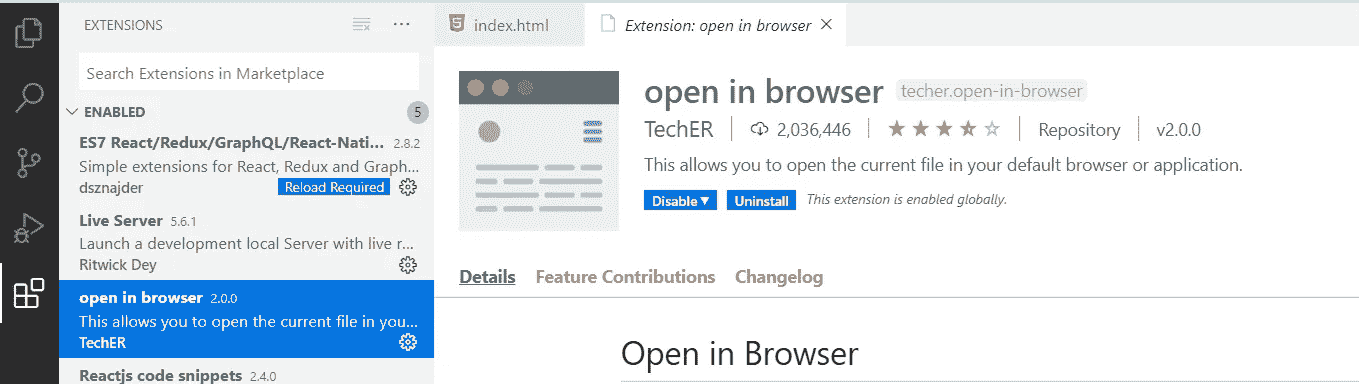 EXTENSIONS
Search Extensions in Marketplace
ENABLED
5
ES7 React/Redux/GraphQL/React-Nati... 2.8.2
Simple extensions for React, Redux and Graph...
dsznajder Reload Required
Live Server 5.6.1
Launch a development local Server with live r...
Ritwick Dey
open in browser 2.0.0
This allows you to open the current file in you...
TechER
Reactjs code snippets 2.4.0
index.html Extension: open in browser
open in browser techer.open-in-browser
TechER 2,036,446 Repository v2.0.0
This allows you to open the current file in your default browser or application.
Disable Uninstall This extension is enabled globally.
Details Feature Contributions Changelog
Open in Browser